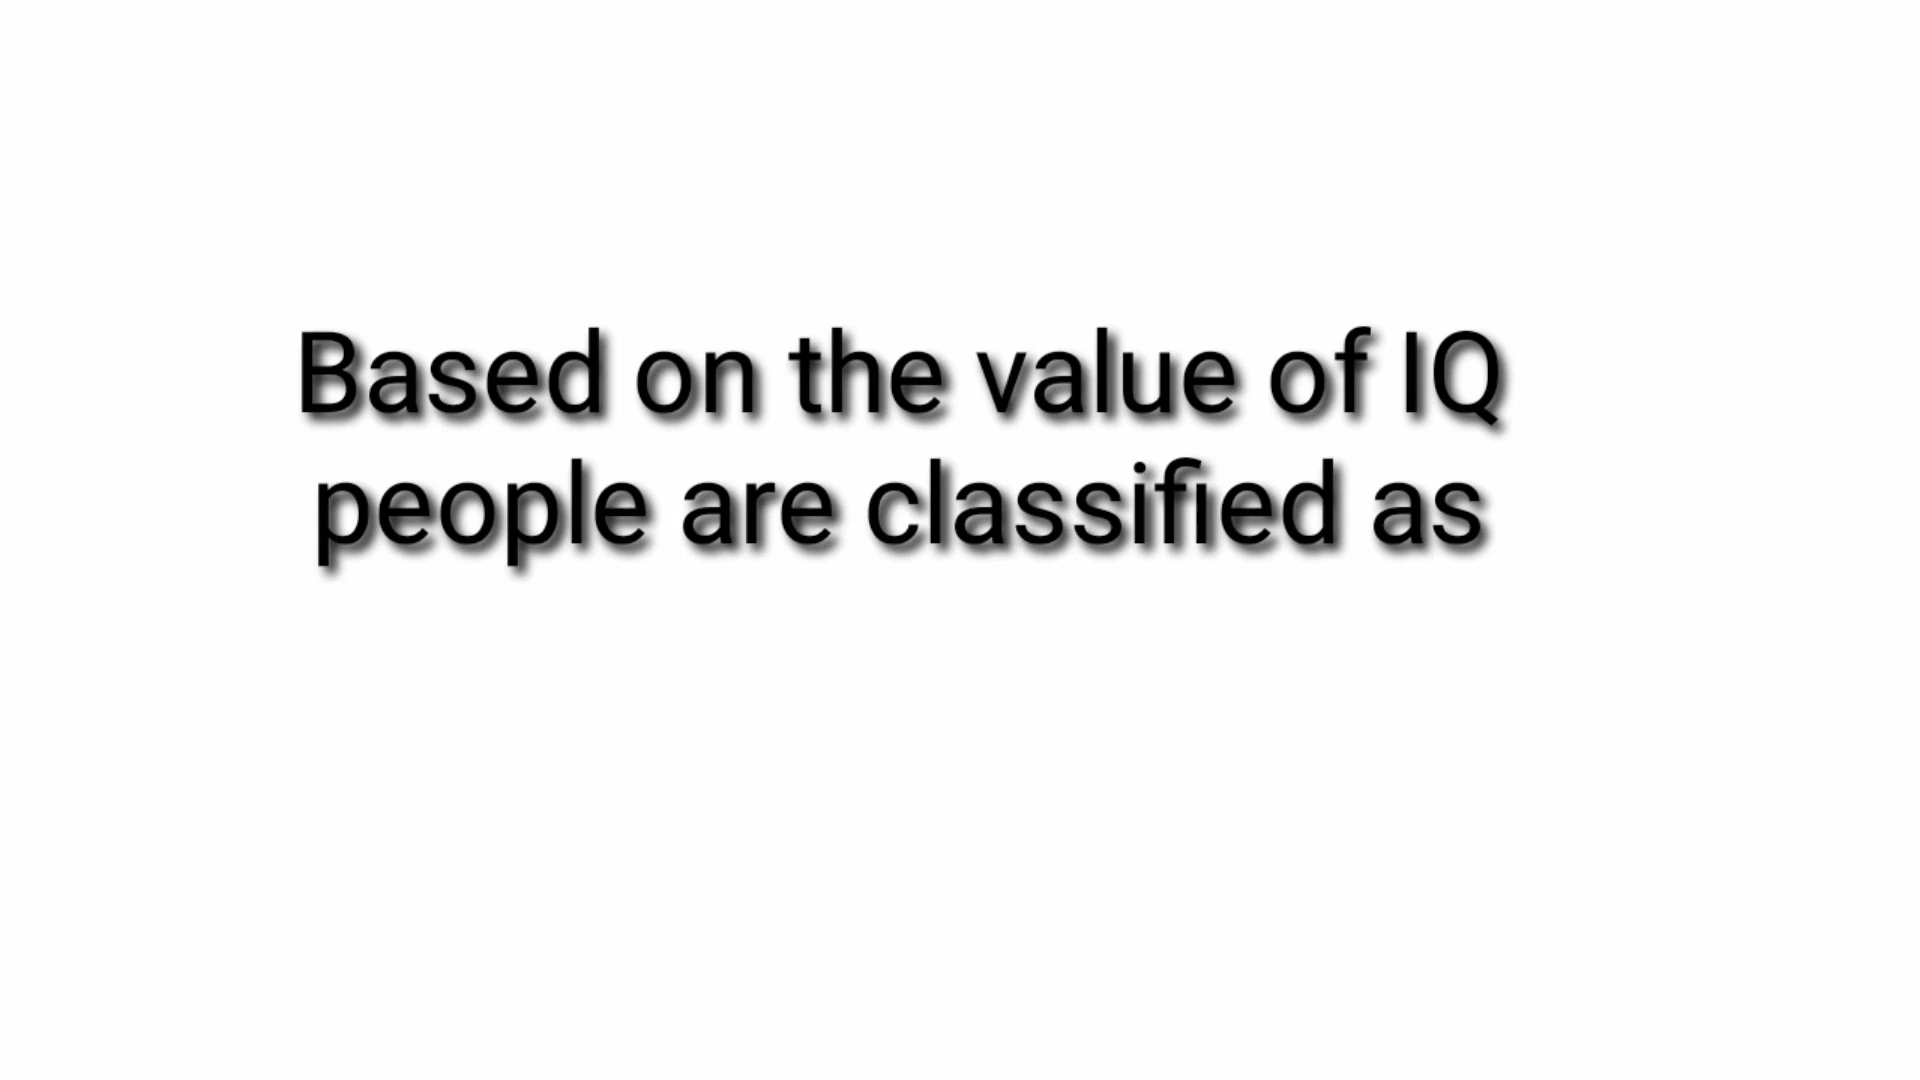 Based on the value of IQ
people are classified as